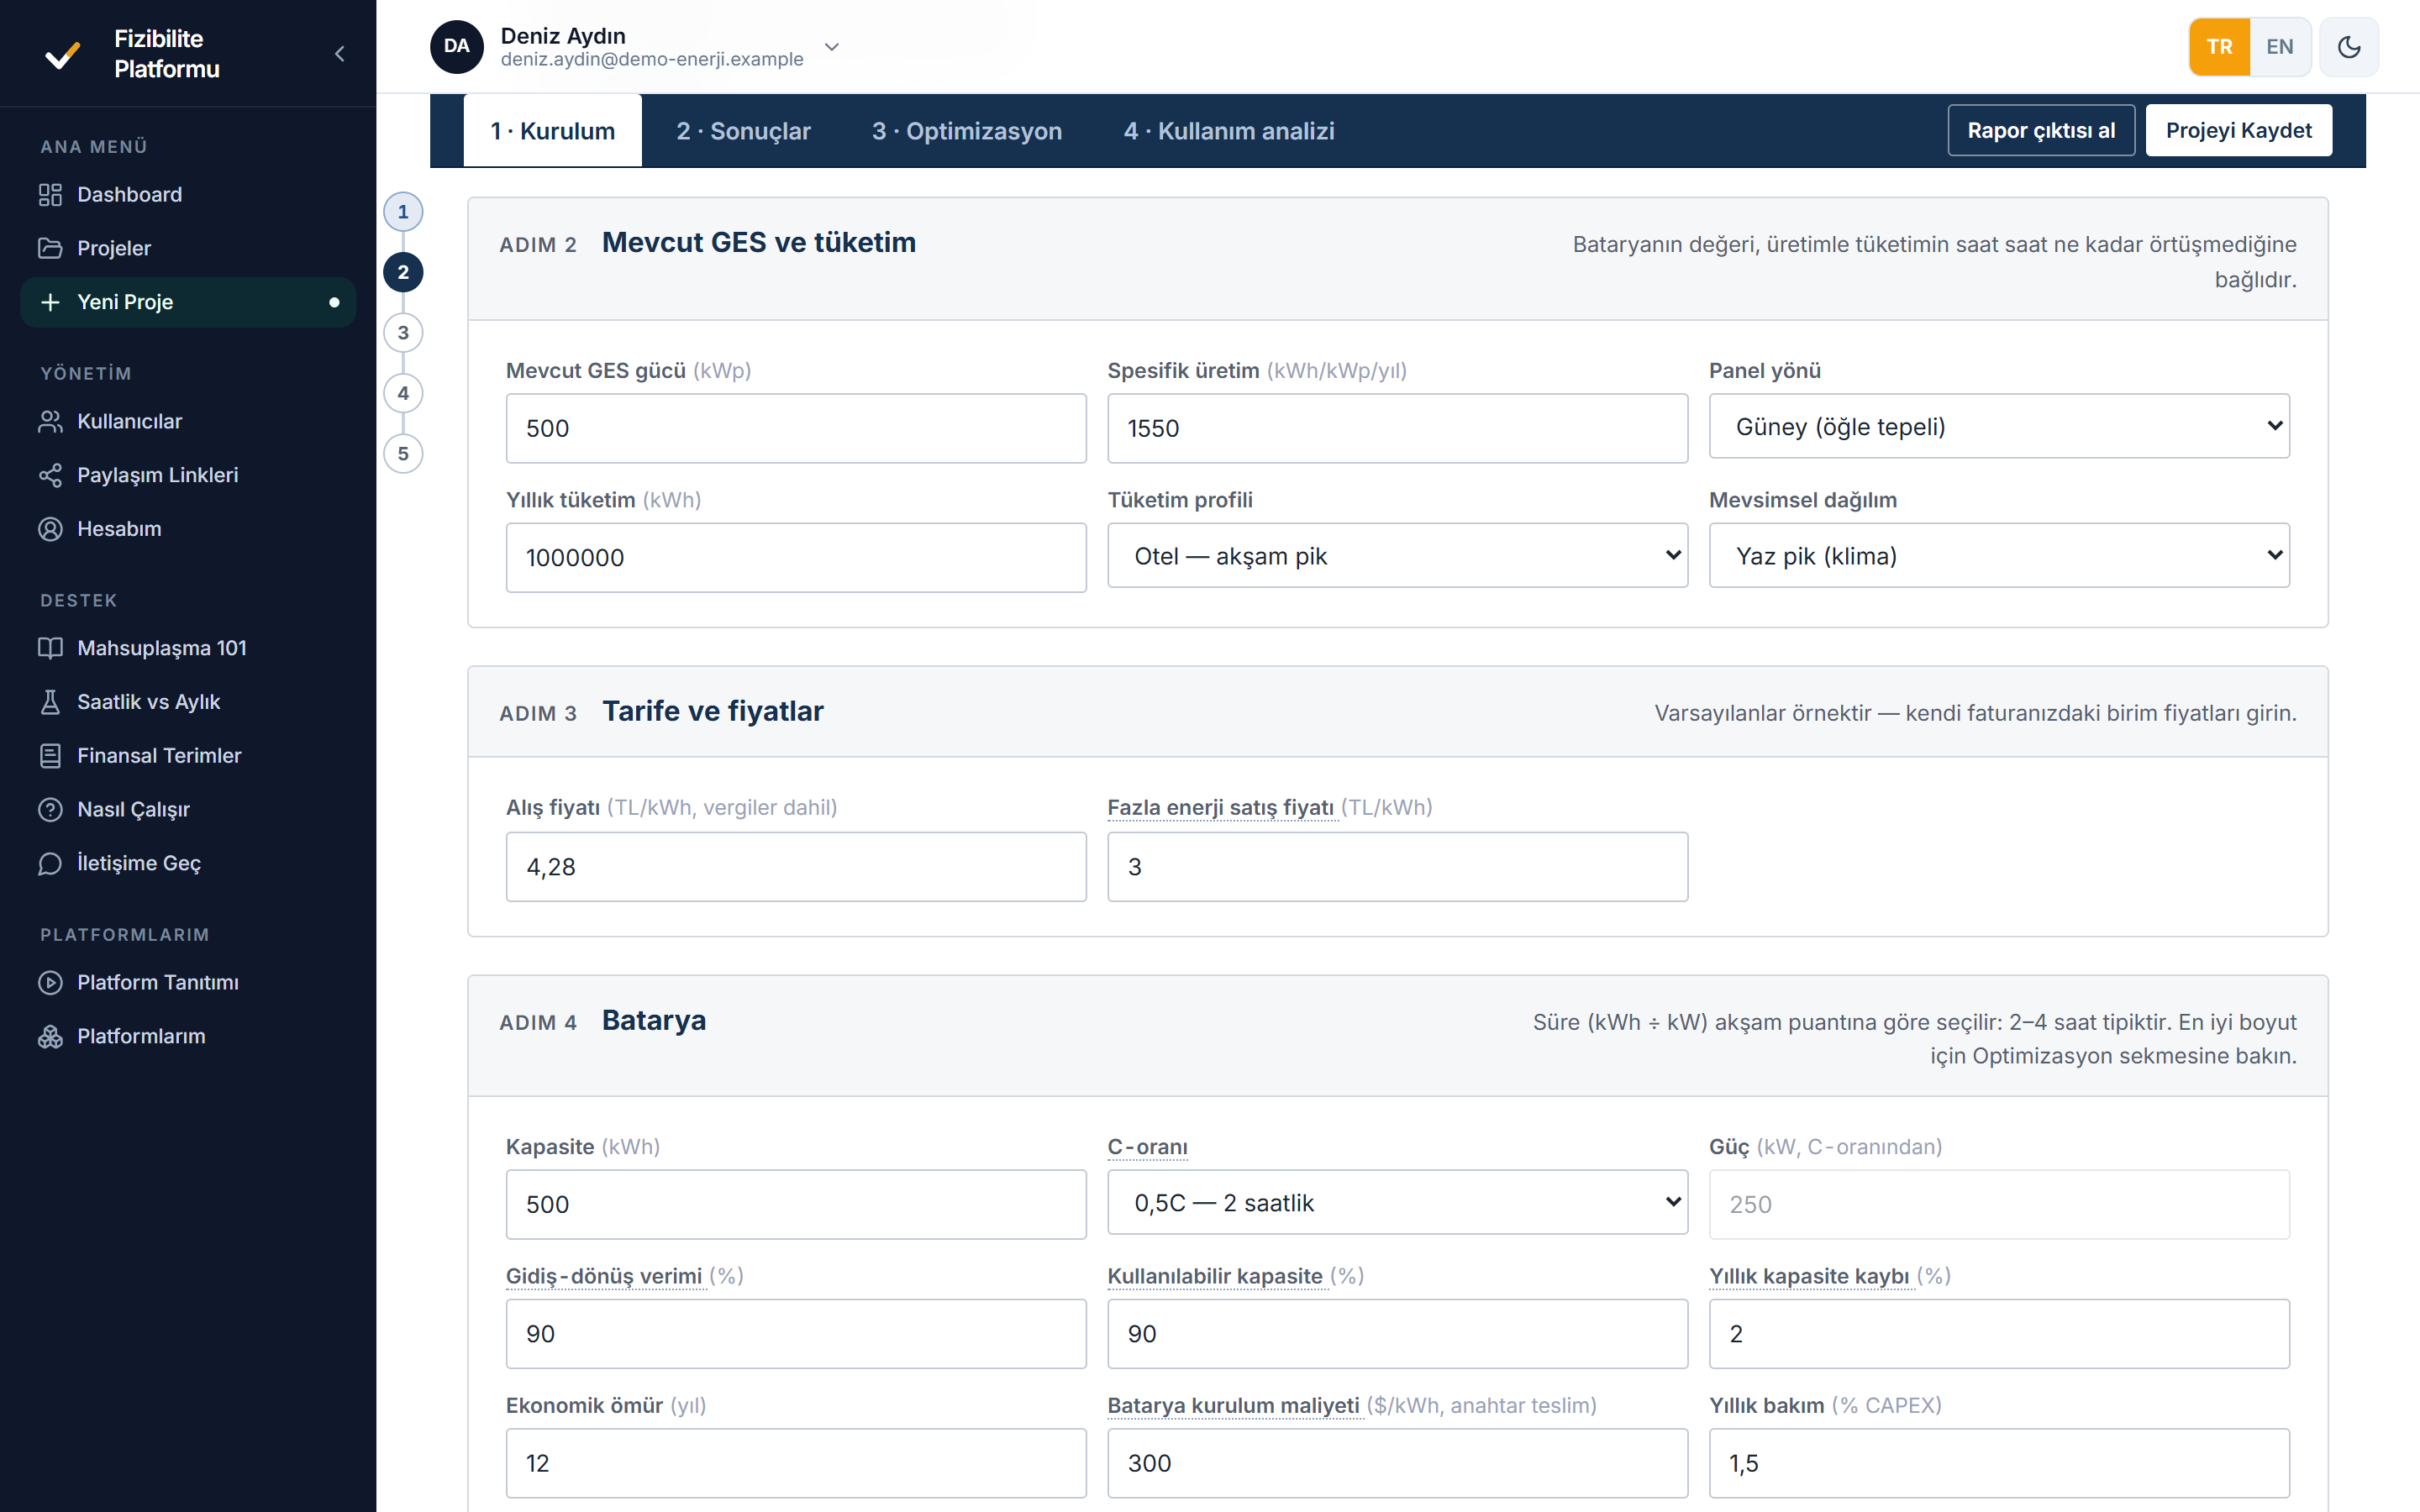 Fizibilite
Platformu
ANA MENÜ
Dashboard
Projeler
Yeni Proje
YÖNETİM
Kullanıcılar
Paylaşım Linkleri
Hesabım
DESTEK
Mahsuplaşma 101
Saatlik vs Aylık
Finansal Terimler
Nasıl Çalışır
İletişime Geç
PLATFORMLARIM
Platform Tanıtımı
Platformlarım
DA
Deniz Aydın
deniz.aydin@demo-enerji.example
TR EN
1 · Kurulum 2 · Sonuçlar 3 · Optimizasyon 4 · Kullanım analizi
Rapor çıktısı al Projeyi Kaydet
1
2
3
4
5
ADIM 2 Mevcut GES ve tüketim
Bataryanın değeri, üretimle tüketimin saat saat ne kadar örtüşmediğine
bağlıdır.
Mevcut GES gücü (kWp) Spesifik üretim (kWh/kWp/yıl) Panel yönü
500 1550 Güney (öğle tepeli)
Yıllık tüketim (kWh) Tüketim profili Mevsimsel dağılım
1000000 Otel — akşam pik Yaz pik (klima)
ADIM 3 Tarife ve fiyatlar
Varsayılanlar örnektir — kendi faturanızdaki birim fiyatları girin.
Alış fiyatı (TL/kWh, vergiler dahil) Fazla enerji satış fiyatı (TL/kWh)
4,28 3
ADIM 4 Batarya
Süre (kWh ÷ kW) akşam puantına göre seçilir: 2–4 saat tipiktir. En iyi boyut
için Optimizasyon sekmesine bakın.
Kapasite (kWh) C-oranı Güç (kW, C-oranından)
500 0,5C — 2 saatlik 250
Gidiş-dönüş verimi (%) Kullanılabilir kapasite (%) Yıllık kapasite kaybı (%)
90 90 2
Ekonomik ömür (yıl) Batarya kurulum maliyeti ($/kWh, anahtar teslim) Yıllık bakım (% CAPEX)
12 300 1,5